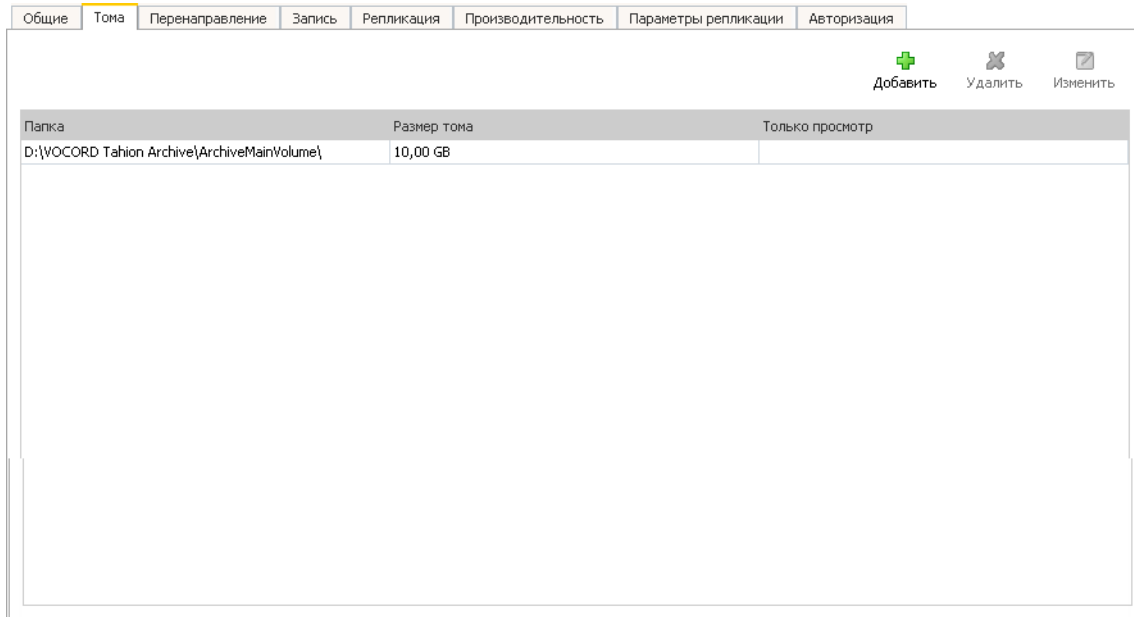 Общие Тома Перенаправление Запись Репликация Производительность Параметры репликации Авторизация
Добавить Удалить Изменить
Папка Размер тома Только просмотр
D:\VOCORD Tahion Archive\ArchiveMainVolume\ 10,00 GB